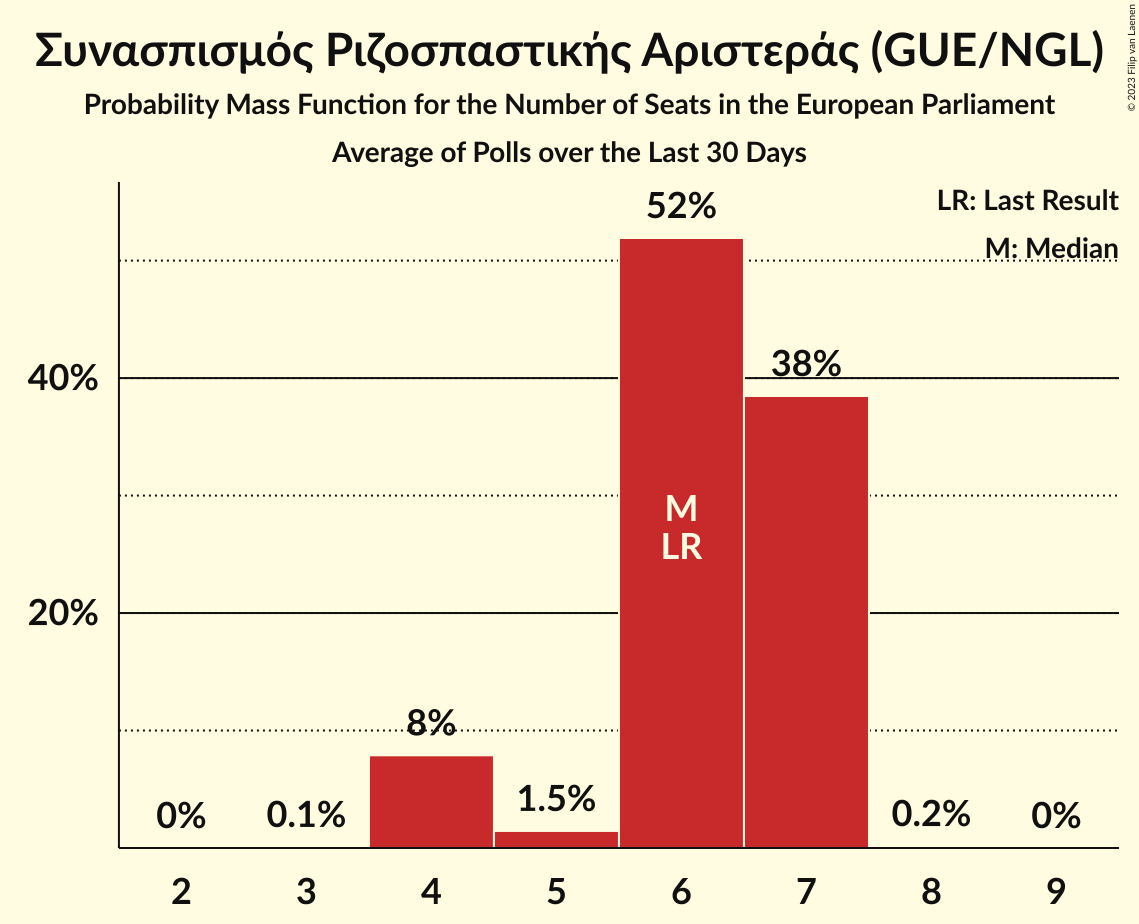 Συνασπισμός Ριζοσπαστικής Αριστεράς (GUE/NGL)
Probability Mass Function for the Number of Seats in the European Parliament
Average of Polls over the Last 30 Days
© 2023 Filip van Laenen
LR: Last Result
M: Median
52%
40%
38%
M
LR
20%
8%
1.5%
0%
0.1%
0.2%
0%
2 3 4 5 6 7 8 9